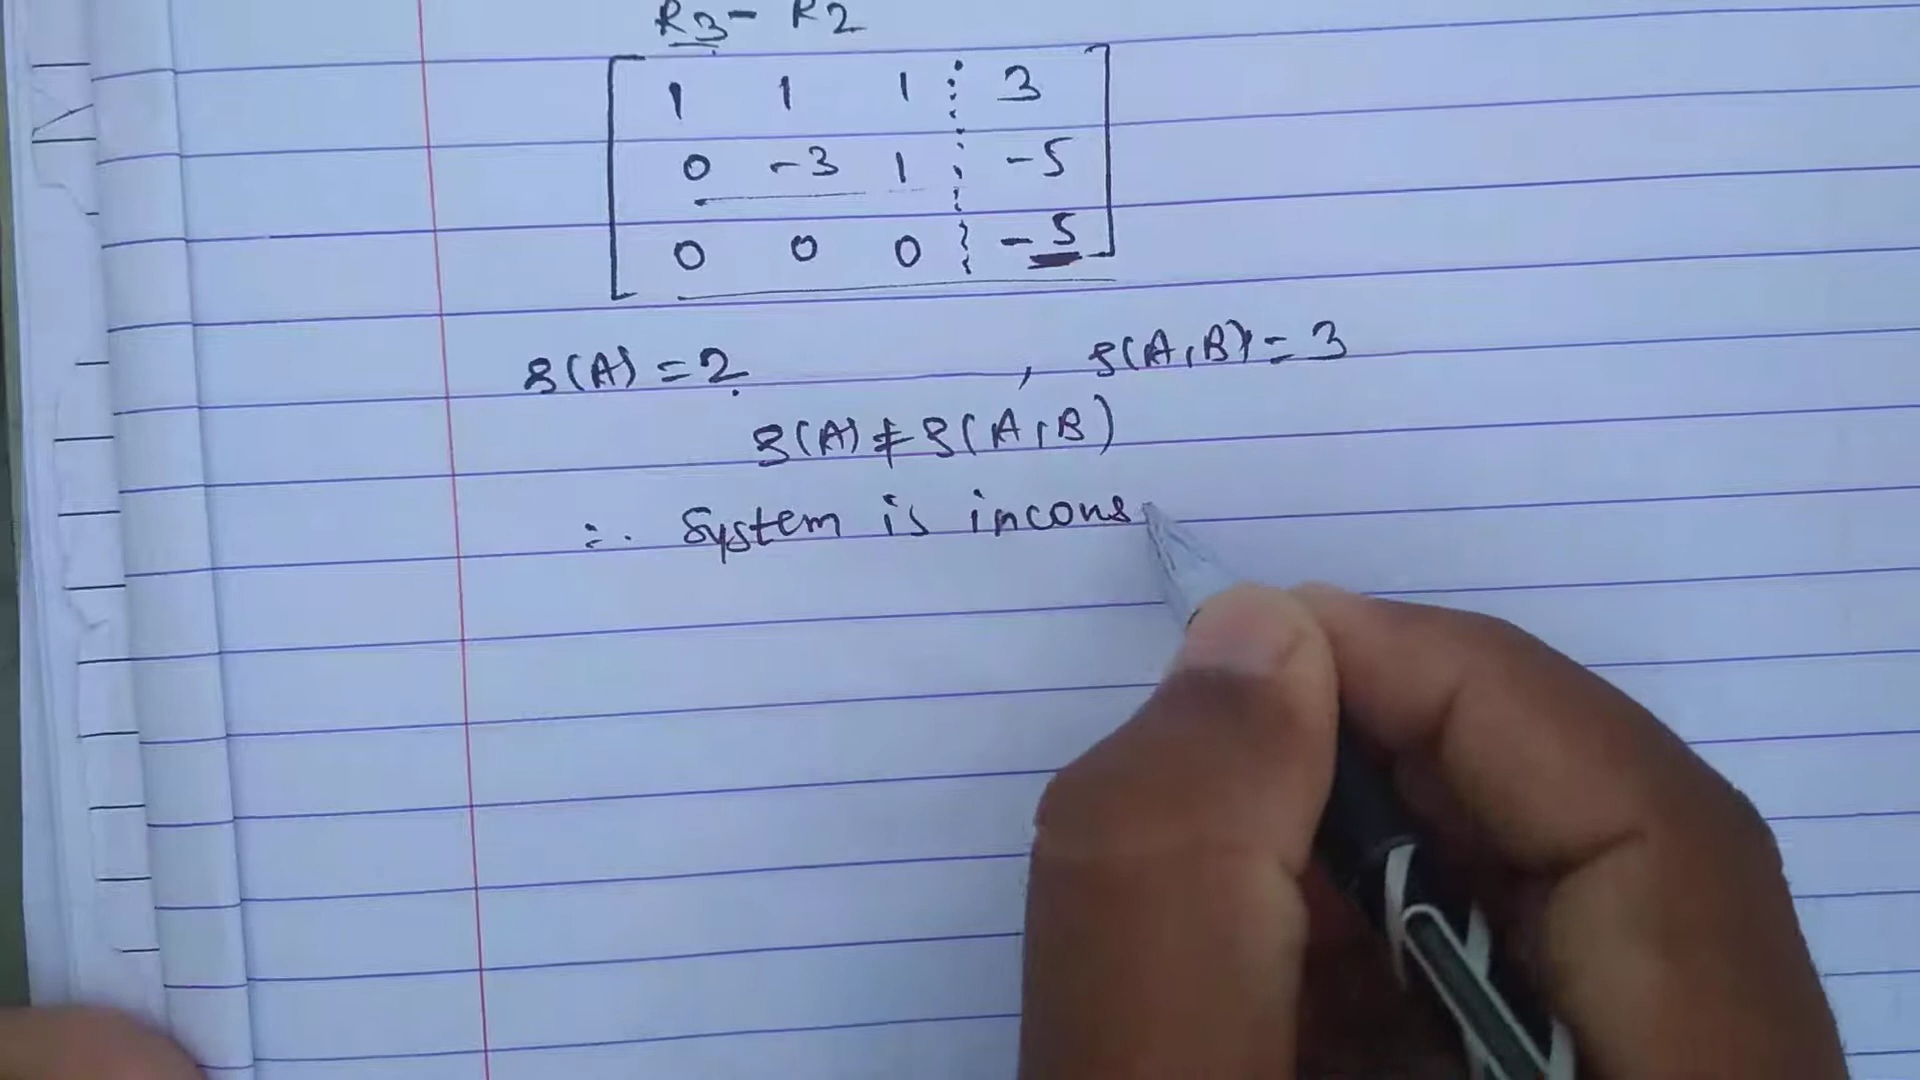 R3 - R2
1 1 1 ⋮ 3
0 -3 1 ⋮ -5
0 0 0 ⋮ -5
ρ(A) = 2 , ρ(A,B) = 3
ρ(A) ≠ ρ(A,B)
∴ System is incons